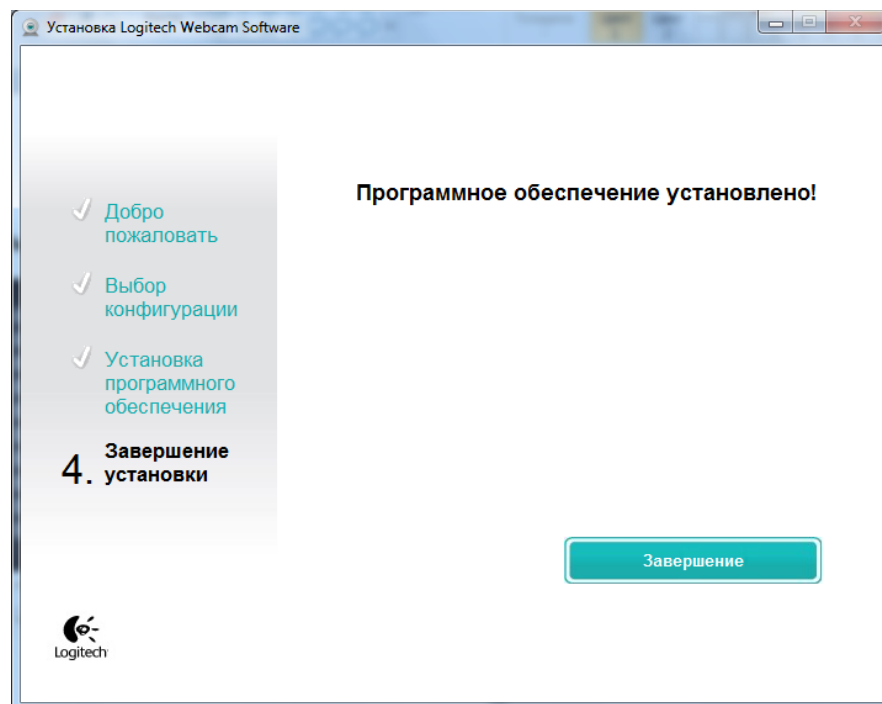 Установка Logitech Webcam Software
Программное обеспечение установлено!
Добро
пожаловать
Выбор
конфигурации
Установка
программного
обеспечения
4. Завершение
установки
Завершение
Logitech